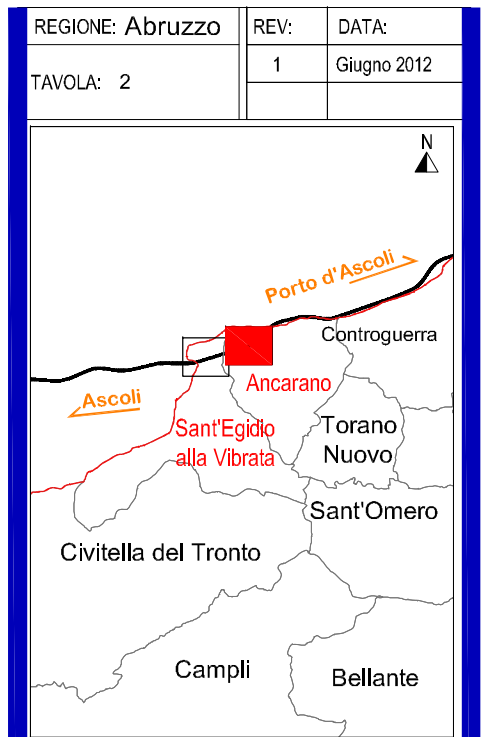 REGIONE: Abruzzo
REV:
DATA:
TAVOLA: 2
1
Giugno 2012
N
Porto d'Ascoli
Controguerra
Ancarano
Ascoli
Sant'Egidio
alla Vibrata
Torano
Nuovo
Sant'Omero
Civitella del Tronto
Campli
Bellante